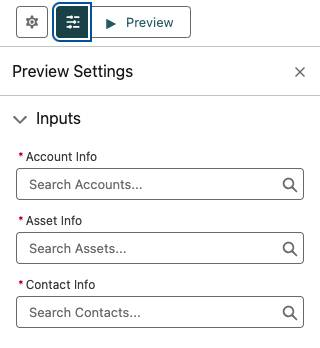 Preview
Preview Settings
Inputs
* Account Info
Search Accounts...
* Asset Info
Search Assets...
* Contact Info
Search Contacts...